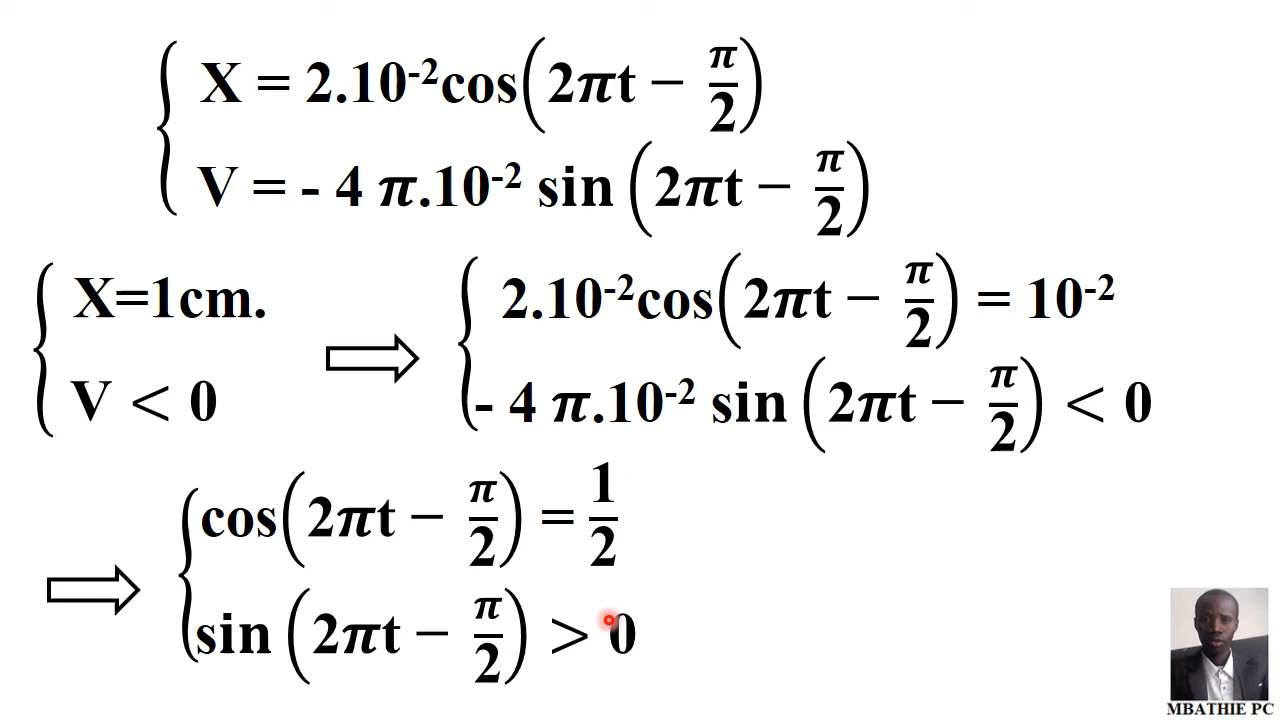 X = 2.10⁻²cos(2πt − π/2)
V = - 4 π.10⁻² sin (2πt − π/2)
X=1cm. ⇒ 2.10⁻²cos(2πt − π/2) = 10⁻²
V < 0 - 4 π.10⁻² sin (2πt − π/2) < 0
⇒ cos(2πt − π/2) = 1/2
sin (2πt − π/2) > 0
MBATHIE PC